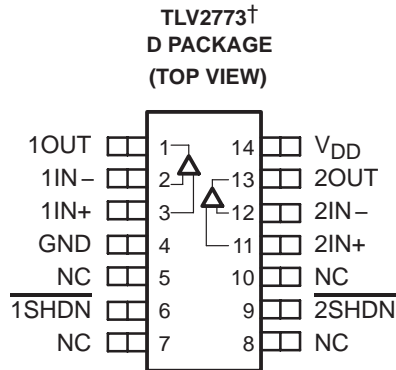 TLV2773†
D PACKAGE
(TOP VIEW)
1OUT 1 14 VDD
1IN− 2 13 2OUT
1IN+ 3 12 2IN−
GND 4 11 2IN+
NC 5 10 NC
1SHDN 6 9 2SHDN
NC 7 8 NC